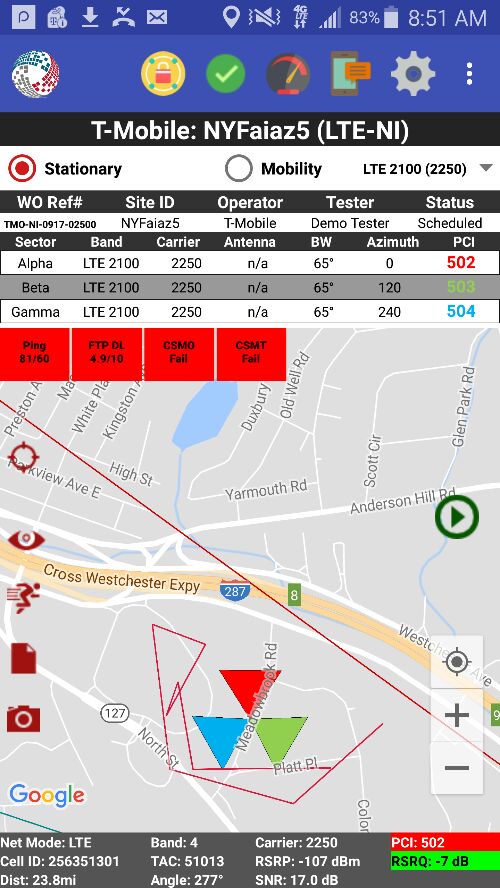 4G LTE 83% 8:51 AM
T-Mobile: NYFaiaz5 (LTE-NI)
Stationary Mobility LTE 2100 (2250)
WO Ref# Site ID Operator Tester Status
TMO-NI-0917-02500 NYFaiaz5 T-Mobile Demo Tester Scheduled
Sector Band Carrier Antenna BW Azimuth PCI
Alpha LTE 2100 2250 n/a 65° 0 502
Beta LTE 2100 2250 n/a 65° 120 503
Gamma LTE 2100 2250 n/a 65° 240 504
Ping FTP DL CSMO CSMT
81/60 4.9/10 Fail Fail
Preston A
Ma
White Pla
Kingston A
Duxbury
Old Well Rd
Scott Cir
Glen Park Rd
High St
Parkview Ave E
Yarmouth Rd
Anderson Hill Rd
Cross Westchester Expy
287
8
Westchester Ave
9
127
North St
Meadowbrook Rd
Platt Pl
Color
Google
Net Mode: LTE Band: 4 Carrier: 2250 PCI: 502
Cell ID: 256351301 TAC: 51013 RSRP: -107 dBm RSRQ: -7 dB
Dist: 23.8mi Angle: 277° SNR: 17.0 dB